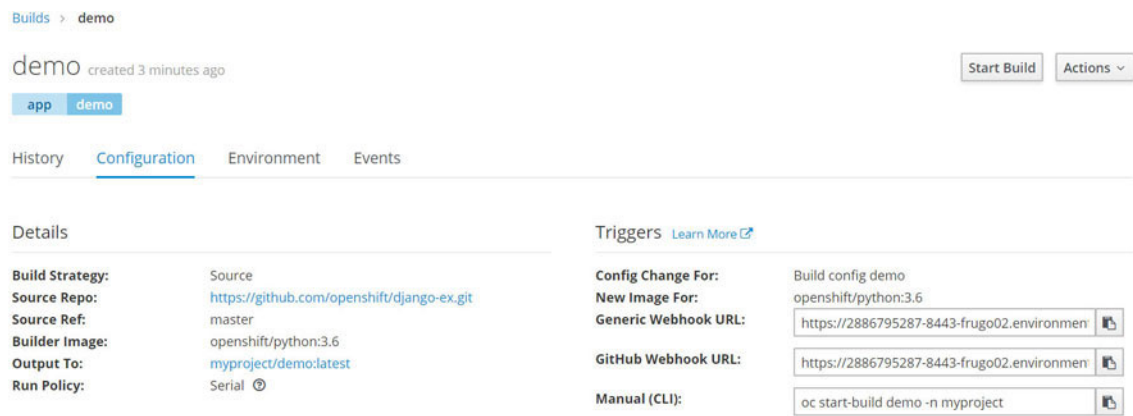 Builds > demo
demo created 3 minutes ago
Start Build
Actions
app demo
History Configuration Environment Events
Details
Build Strategy: Source
Source Repo: https://github.com/openshift/django-ex.git
Source Ref: master
Builder Image: openshift/python:3.6
Output To: myproject/demo:latest
Run Policy: Serial
Triggers Learn More
Config Change For: Build config demo
New Image For: openshift/python:3.6
Generic Webhook URL: https://2886795287-8443-frugo02.environment
GitHub Webhook URL: https://2886795287-8443-frugo02.environment
Manual (CLI): oc start-build demo -n myproject